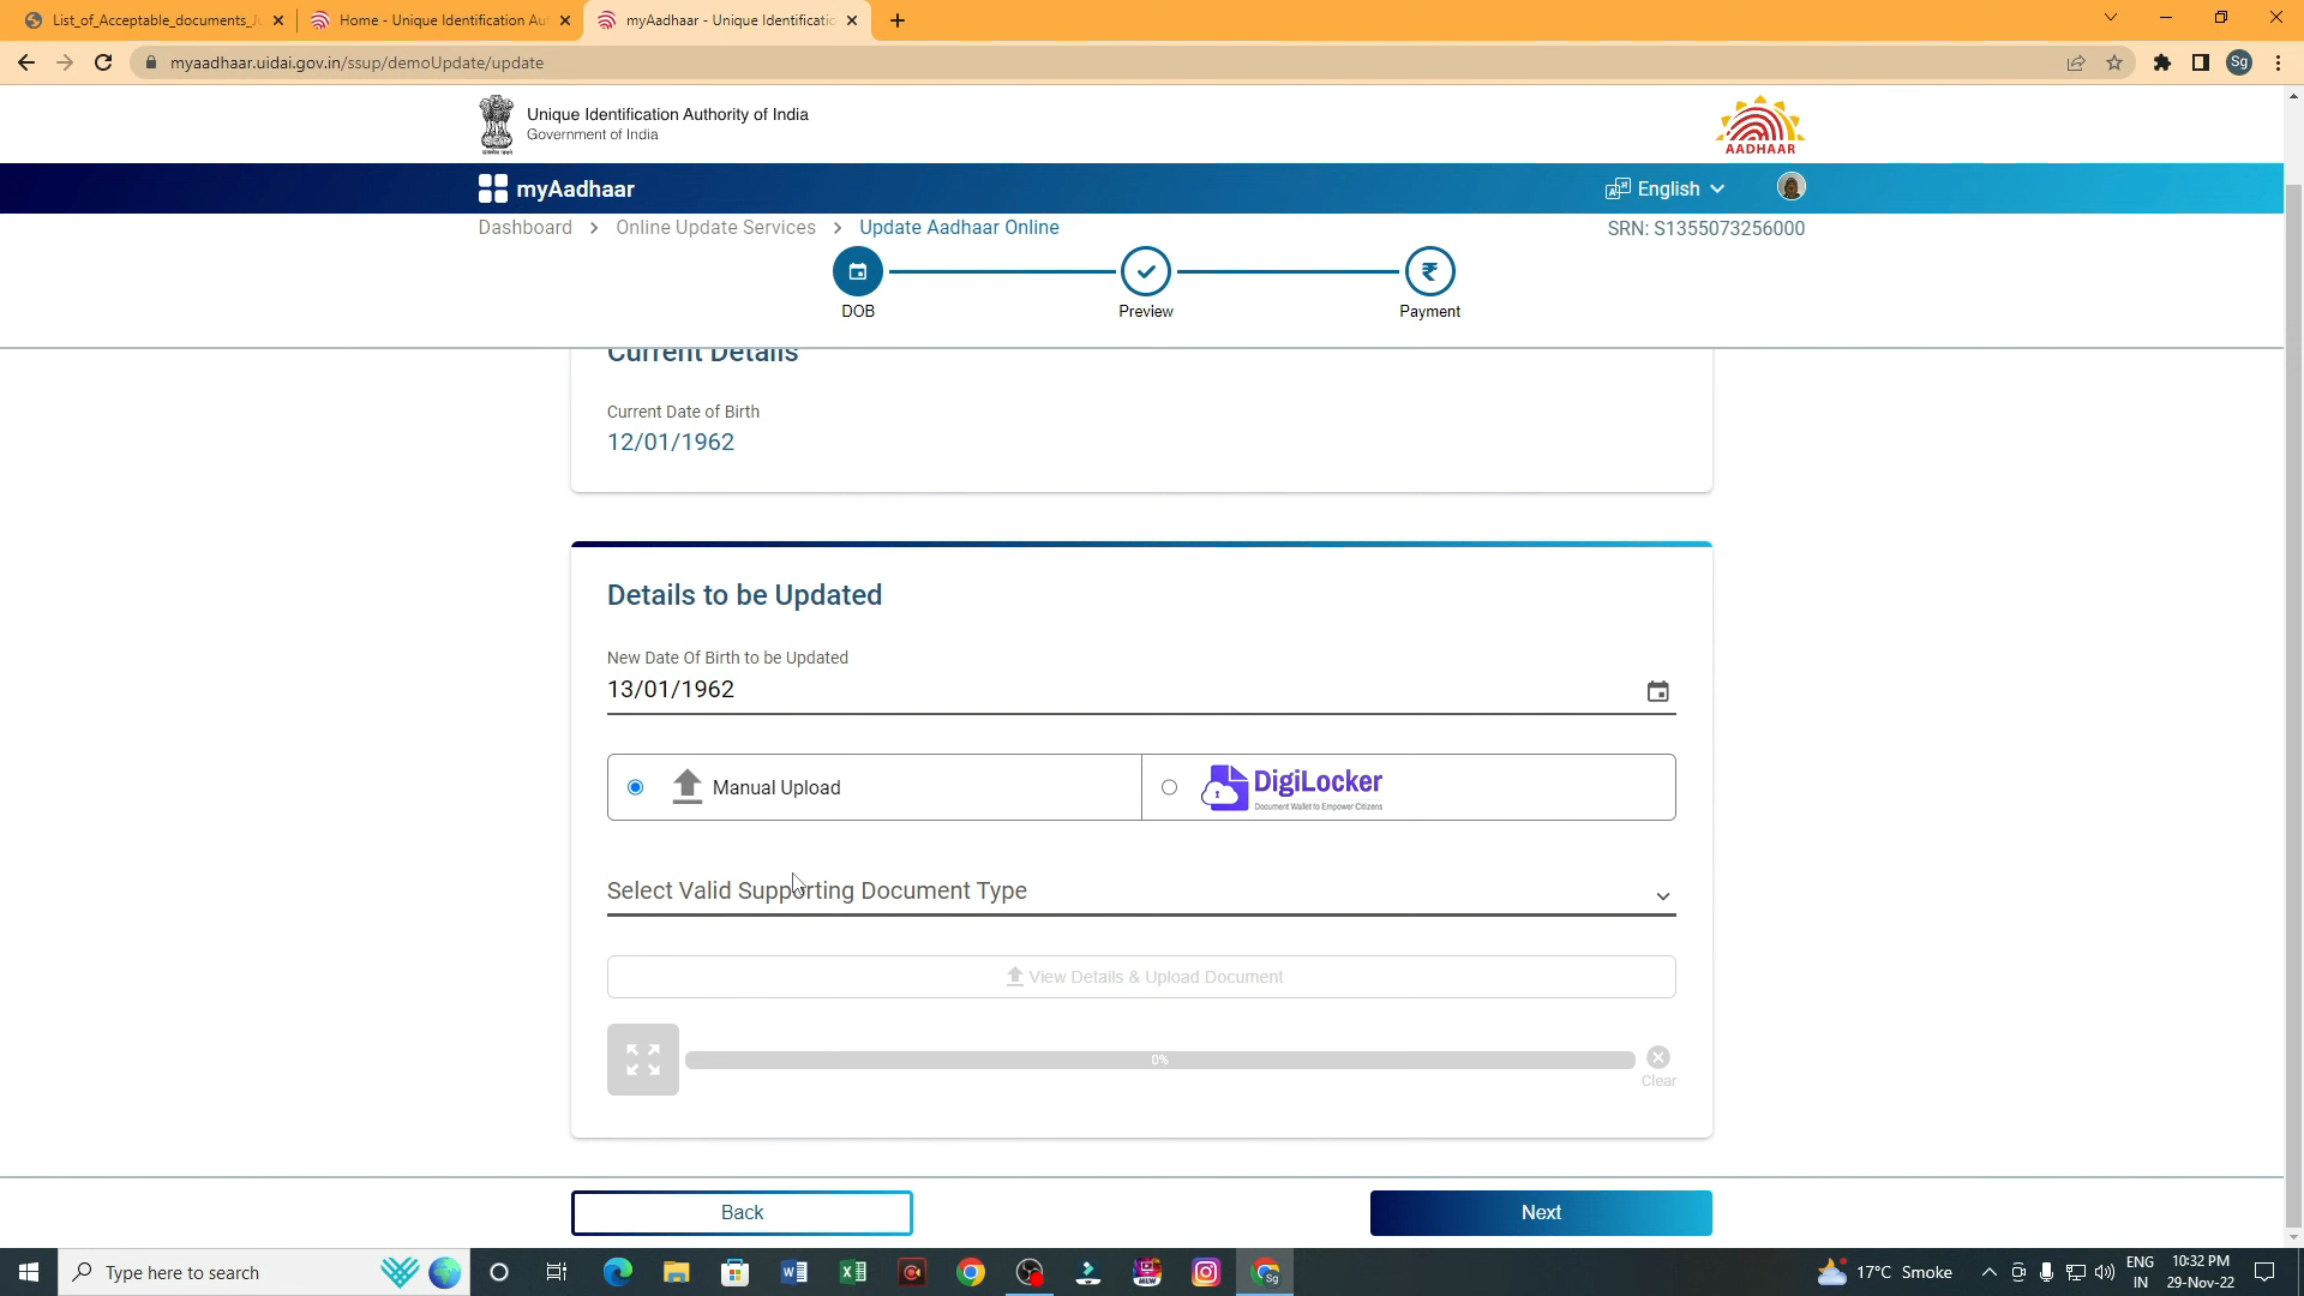 List_of_Acceptable_documents_J
Home - Unique Identification Au
myAadhaar - Unique Identificatio
myaadhaar.uidai.gov.in/ssup/demoUpdate/update
Sg
Unique Identification Authority of India
Government of India
AADHAAR
myAadhaar
English
Dashboard > Online Update Services > Update Aadhaar Online
SRN: S1355073256000
₹
DOB
Preview
Payment
Current Details
Current Date of Birth
12/01/1962
Details to be Updated
New Date Of Birth to be Updated
13/01/1962
Manual Upload
DigiLocker
Document Wallet to Empower Citizens
Select Valid Supporting Document Type
View Details & Upload Document
0%
Clear
Back
Next
Type here to search
17°C Smoke
ENG
IN
10:32 PM
29-Nov-22